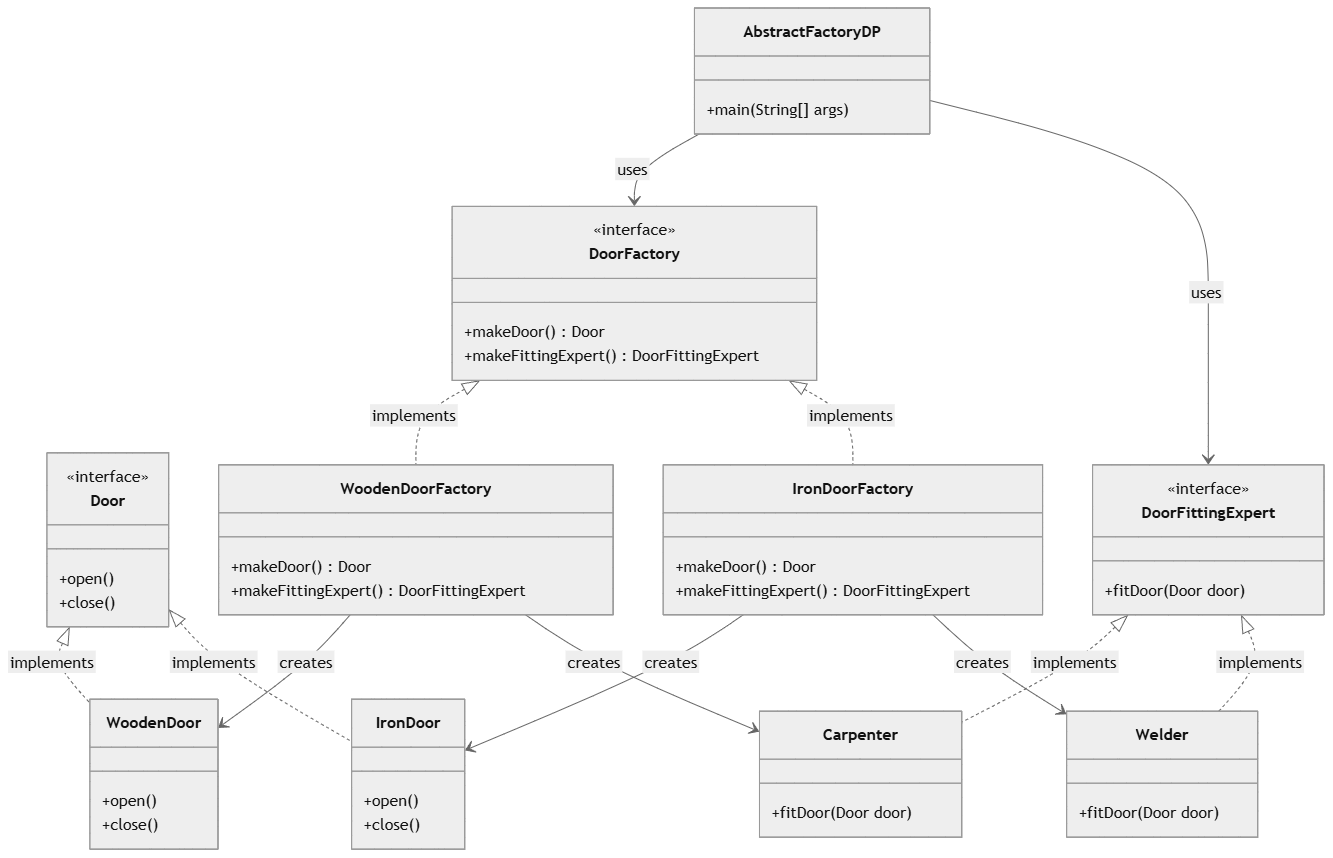 AbstractFactoryDP
+main(String[] args)
uses
uses
«interface»
DoorFactory
+makeDoor() : Door
+makeFittingExpert() : DoorFittingExpert
implements
implements
«interface»
Door
+open()
+close()
WoodenDoorFactory
+makeDoor() : Door
+makeFittingExpert() : DoorFittingExpert
IronDoorFactory
+makeDoor() : Door
+makeFittingExpert() : DoorFittingExpert
«interface»
DoorFittingExpert
+fitDoor(Door door)
implements
implements
creates
creates
creates
creates
implements
implements
WoodenDoor
+open()
+close()
IronDoor
+open()
+close()
Carpenter
+fitDoor(Door door)
Welder
+fitDoor(Door door)